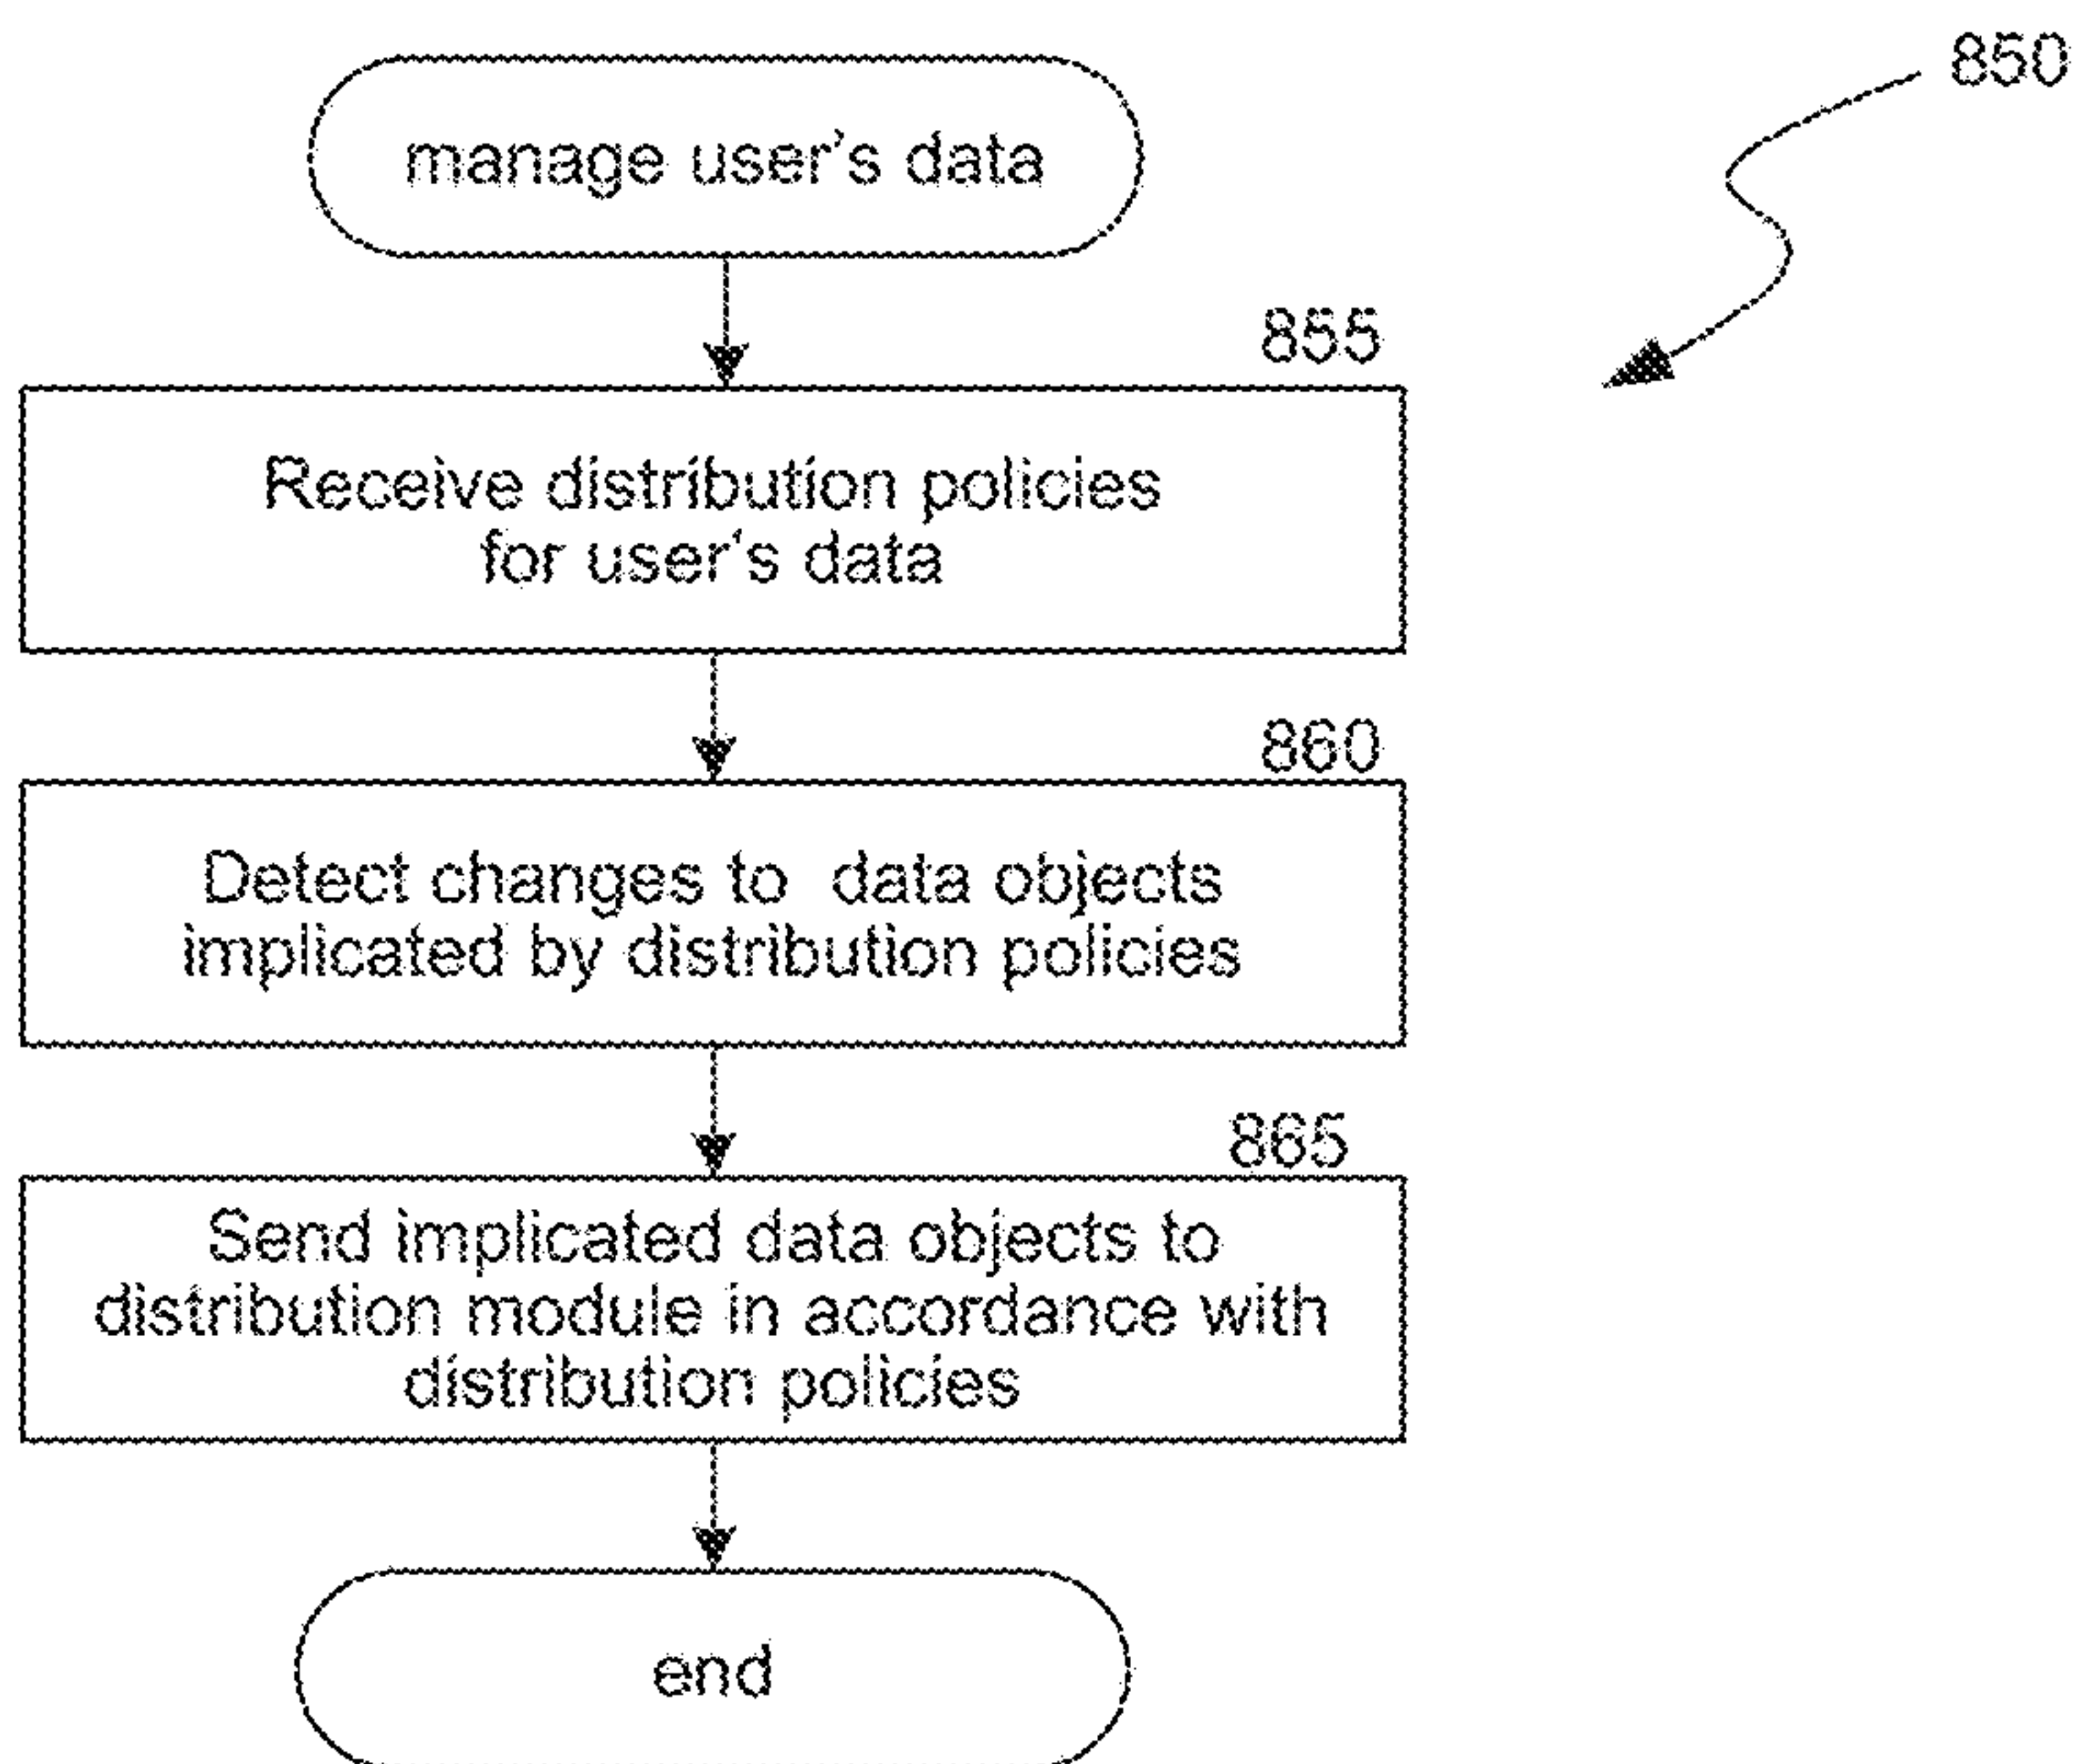 850
manage user's data
855
Receive distribution policies
for user's data
860
Detect changes to data objects
implicated by distribution policies
865
Send implicated data objects to
distribution module in accordance with
distribution policies
end